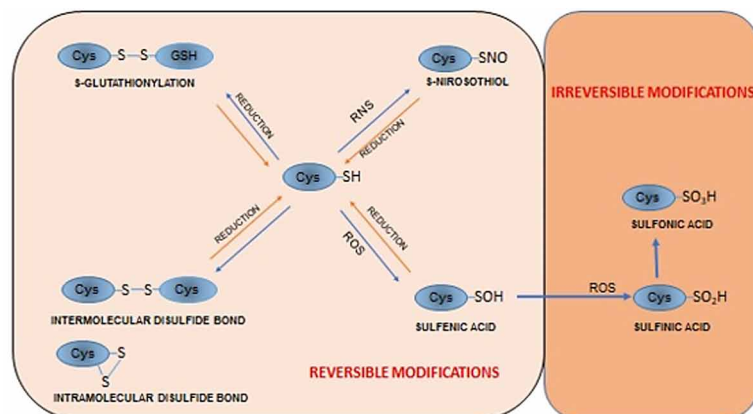 Cys S S GSH
$-GLUTATHIONYLATION
Cys SNO
$-NIROSOTHIOL
REDUCTION
RNS
REDUCTION
Cys SH
REDUCTION
ROS
REDUCTION
Cys S S Cys
INTERMOLECULAR DISULFIDE BOND
Cys SOH
SULFENIC ACID
Cys S
S
INTRAMOLECULAR DISULFIDE BOND
REVERSIBLE MODIFICATIONS
IRREVERSIBLE MODIFICATIONS
Cys SO₃H
SULFONIC ACID
ROS
Cys SO₂H
SULFINIC ACID